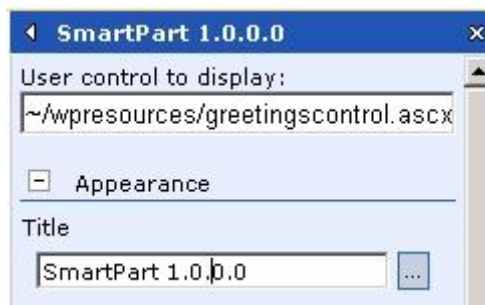 SmartPart 1.0.0.0
User control to display:
~/wpresources/greetingscontrol.ascx
Appearance
Title
SmartPart 1.0.0.0
...